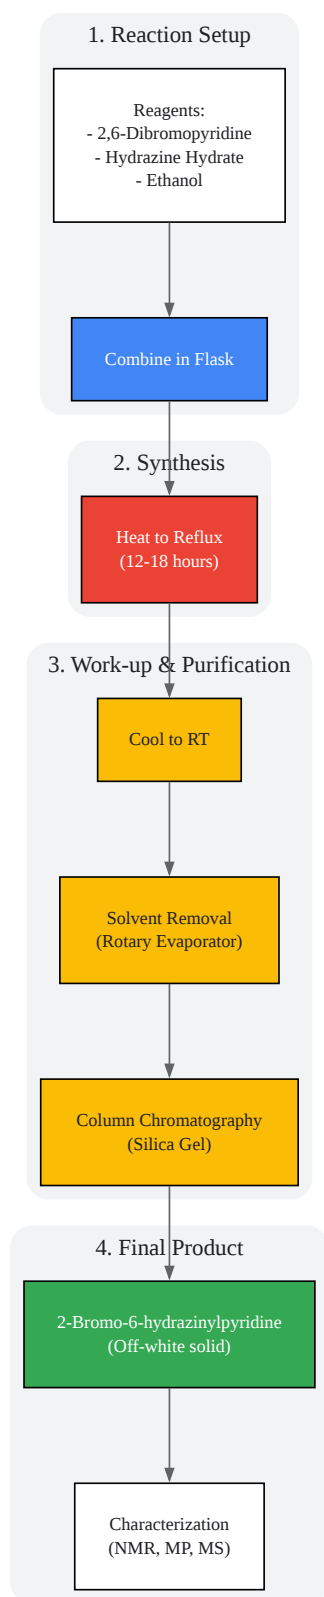 1. Reaction Setup
Reagents:
- 2,6-Dibromopyridine
- Hydrazine Hydrate
- Ethanol
Combine in Flask
2. Synthesis
Heat to Reflux
(12-18 hours)
3. Work-up & Purification
Cool to RT
Solvent Removal
(Rotary Evaporator)
Column Chromatography
(Silica Gel)
4. Final Product
2-Bromo-6-hydrazinylpyridine
(Off-white solid)
Characterization
(NMR, MP, MS)